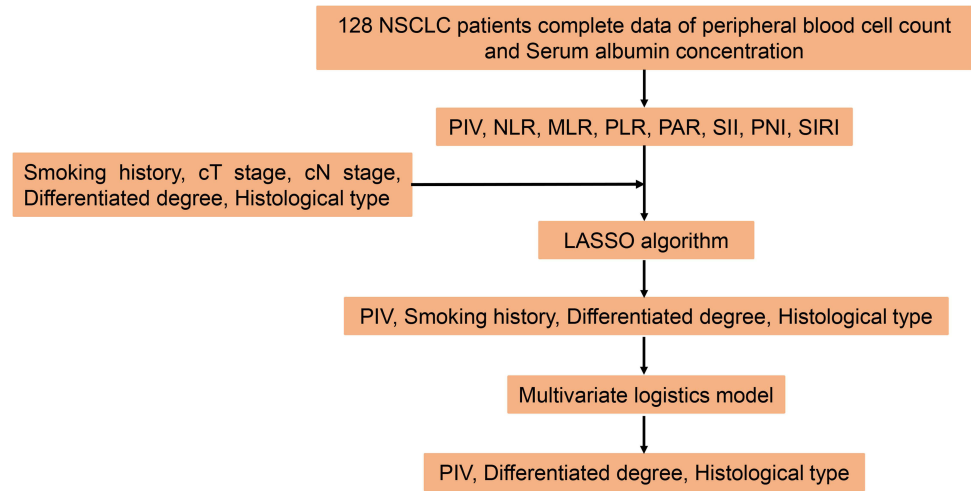 128 NSCLC patients complete data of peripheral blood cell count
and Serum albumin concentration
PIV, NLR, MLR, PLR, PAR, SII, PNI, SIRI
Smoking history, cT stage, cN stage,
Differentiated degree, Histological type
LASSO algorithm
PIV, Smoking history, Differentiated degree, Histological type
Multivariate logistics model
PIV, Differentiated degree, Histological type